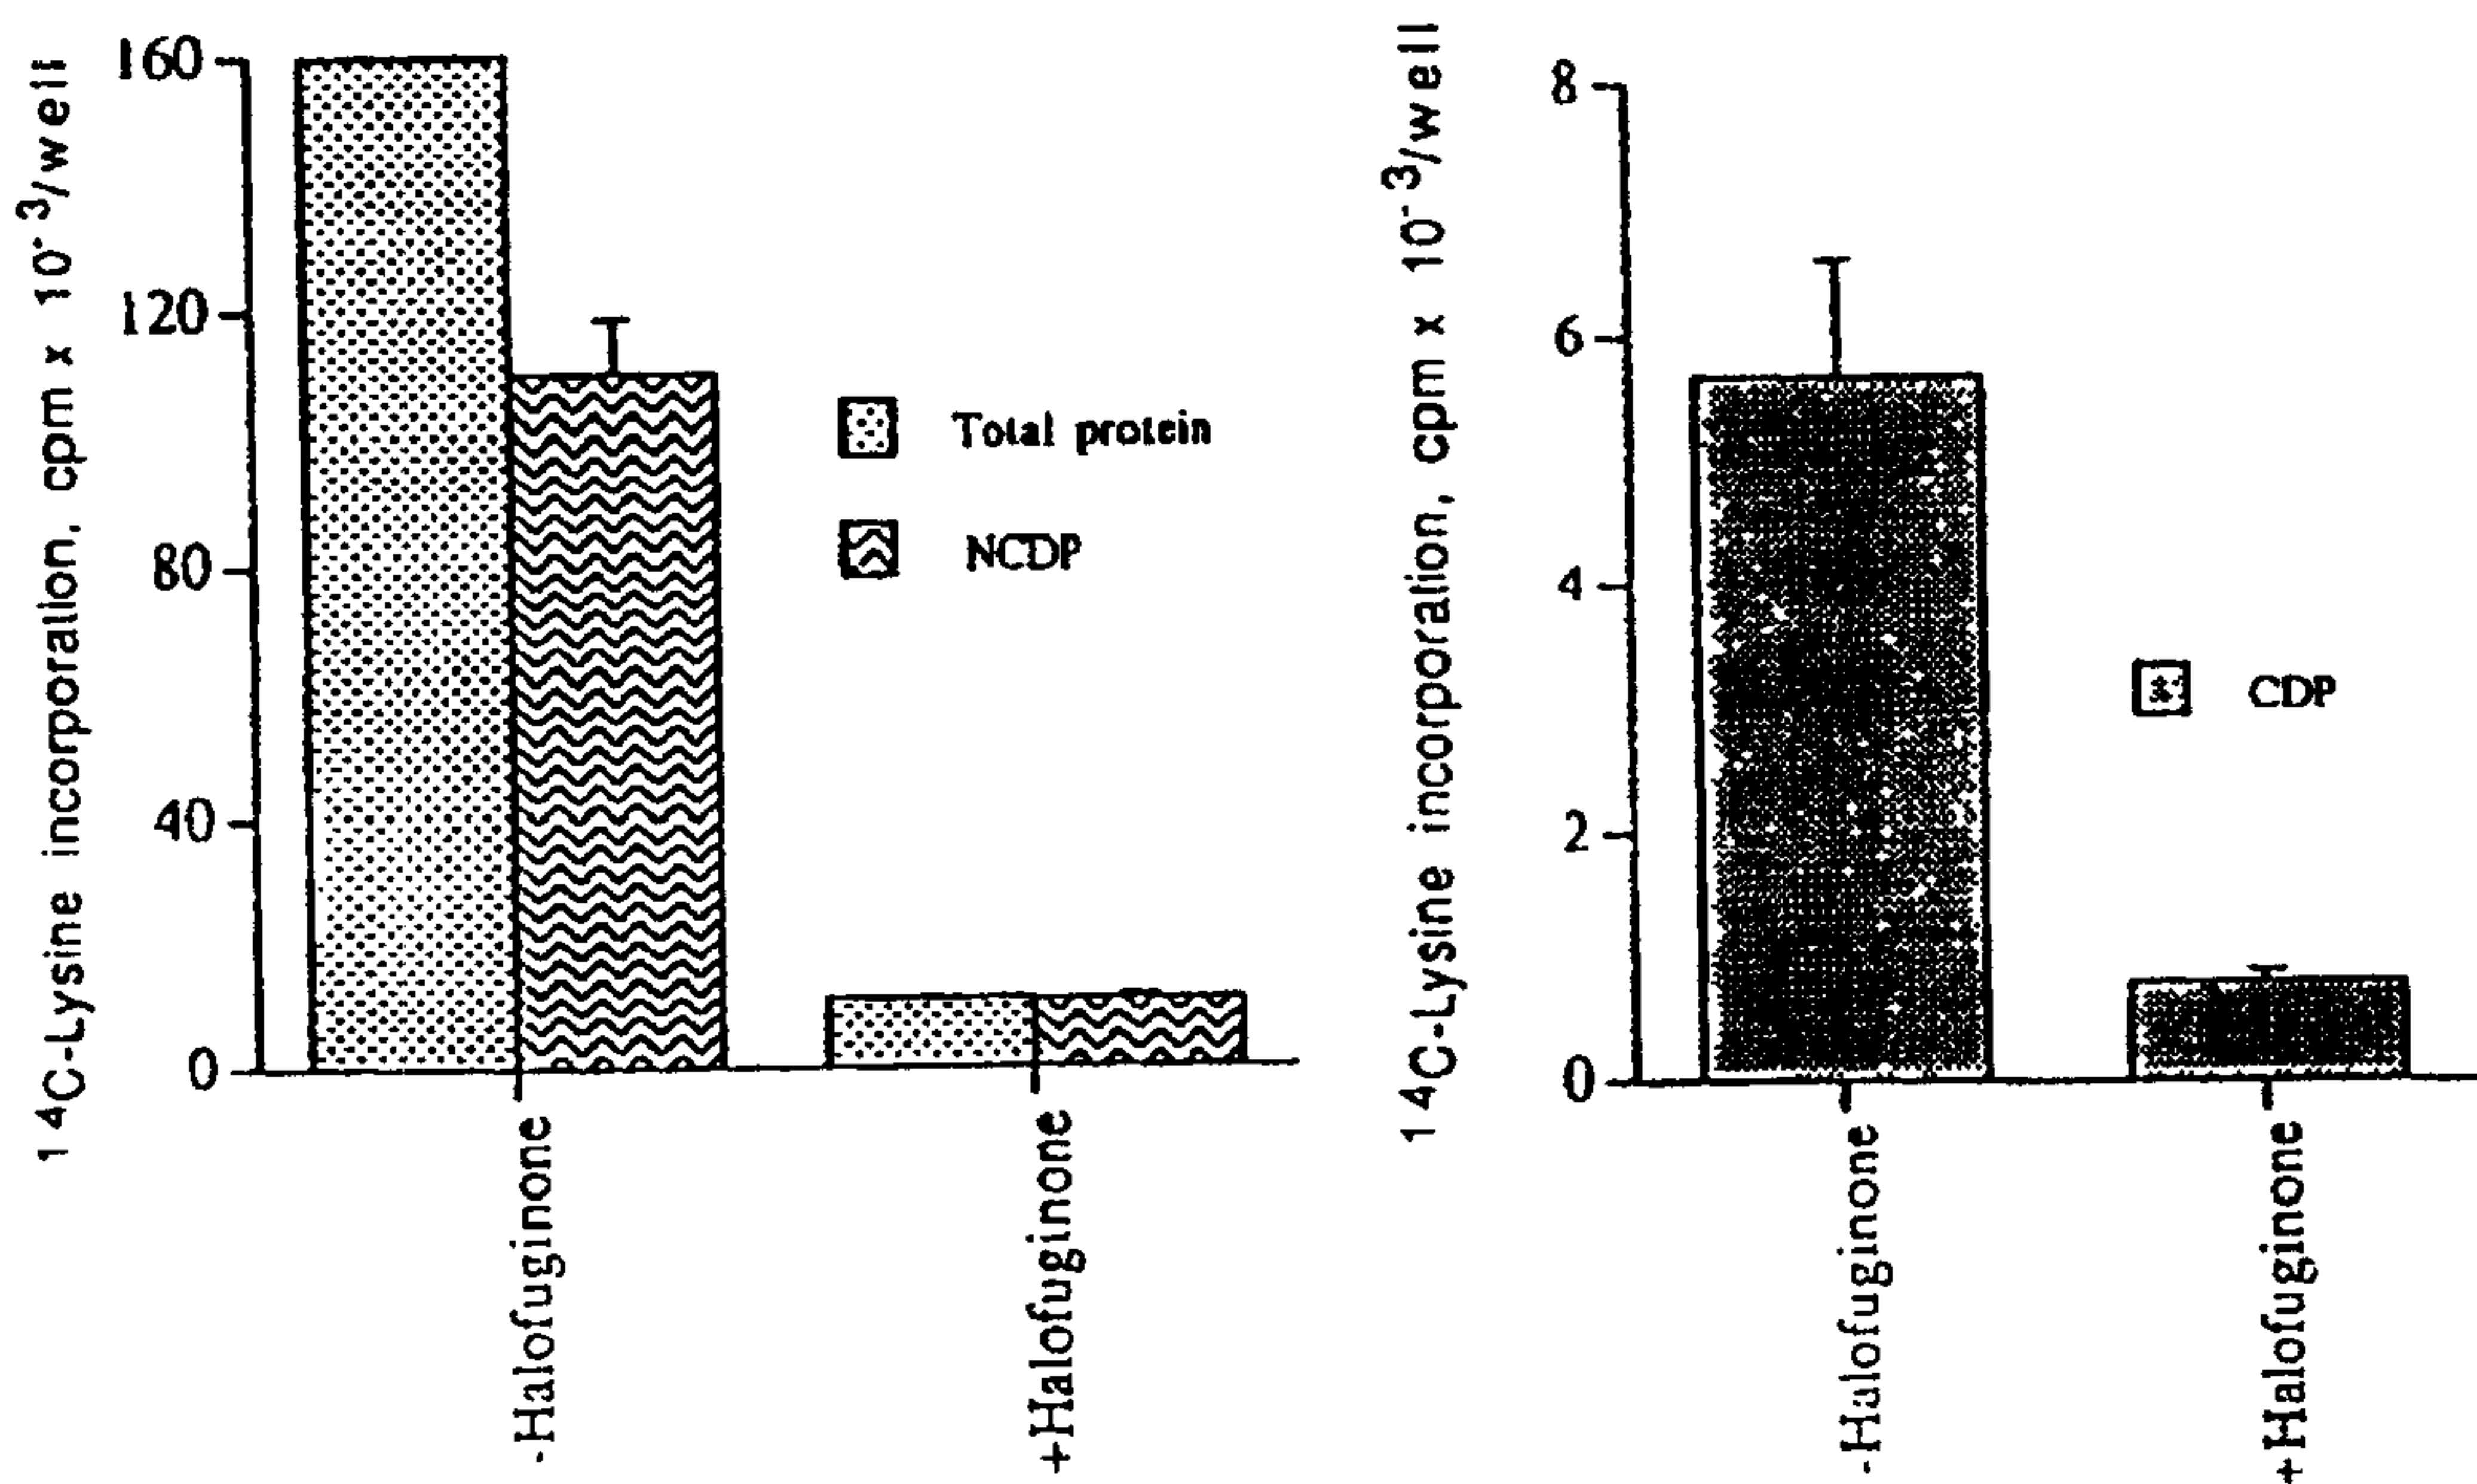 14C-Lysine incorporation, cpm x 10-3/well
160
120
80
40
0
Total protein
NCDP
-Halofuginone
+Halofuginone
14C-Lysine incorporation, cpm x 10-3/well
8
6
4
2
0
CDP
-Halofuginone
+Halofuginone